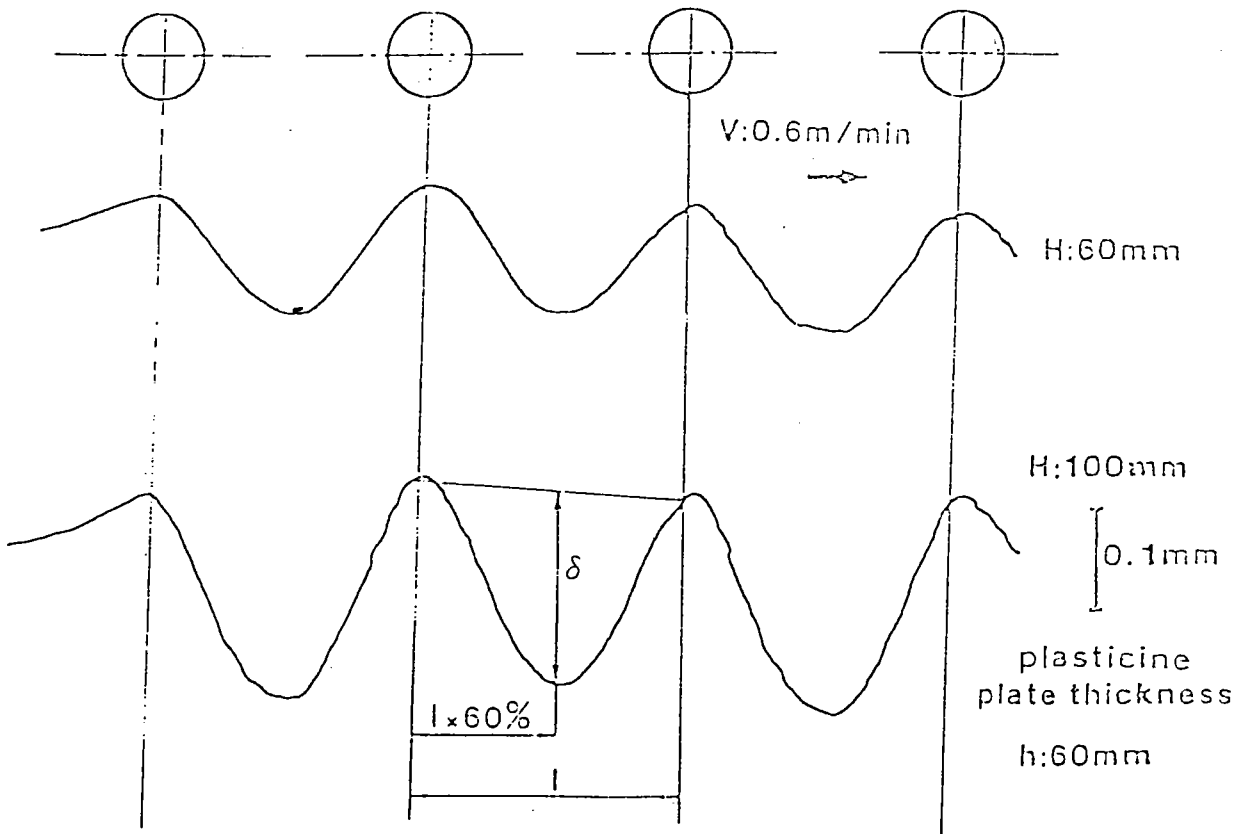 V:0.6m/min
H:60mm
H:100mm
0.1mm
δ
plasticine
plate thickness
l×60%
h:60mm
l